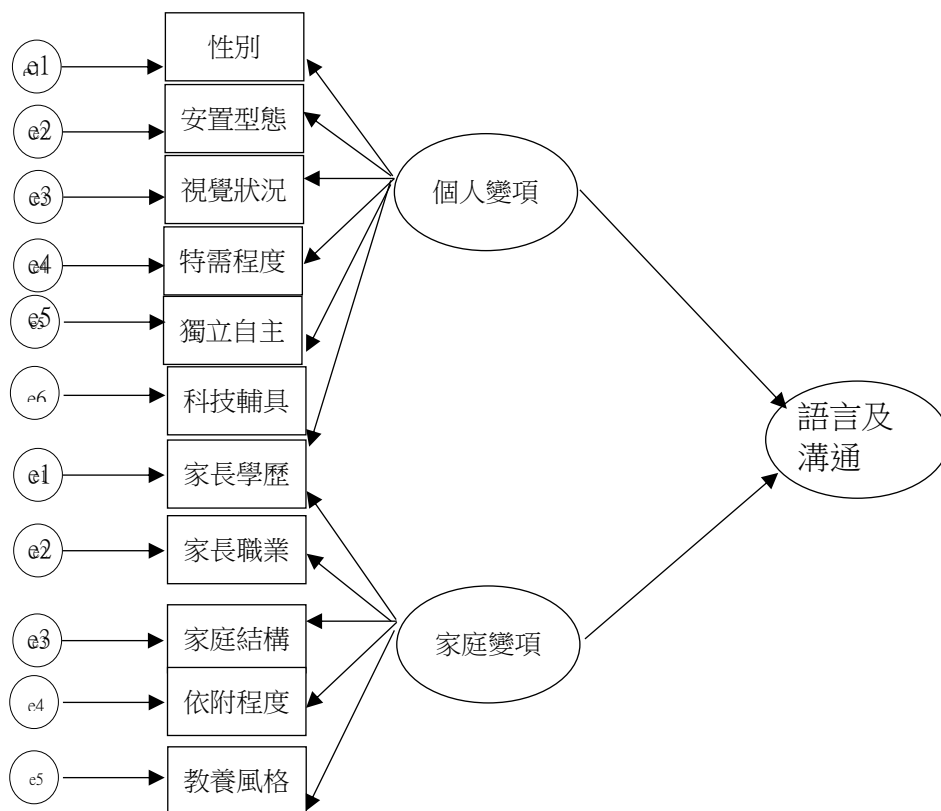 e1
性別
e2
安置型態
e3
視覺狀況
個人變項
e4
特需程度
e5
獨立自主
e6
科技輔具
語言及
溝通
e1
家長學歷
e2
家長職業
e3
家庭結構
家庭變項
e4
依附程度
e5
教養風格